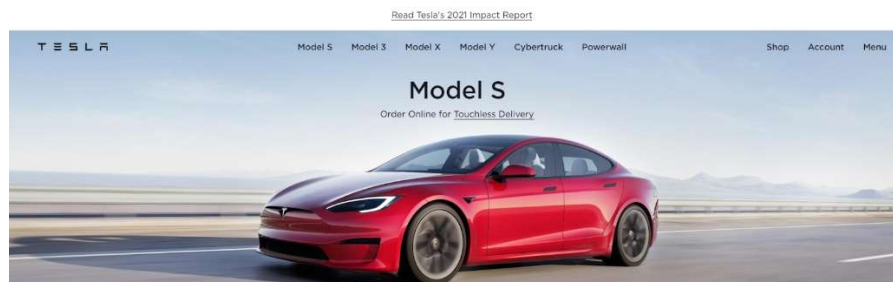 Read Tesla's 2021 Impact Report
TESLA Model S Model 3 Model X Model Y Cybertruck Powerwall Shop Account Menu
Model S
Order Online for Touchless Delivery